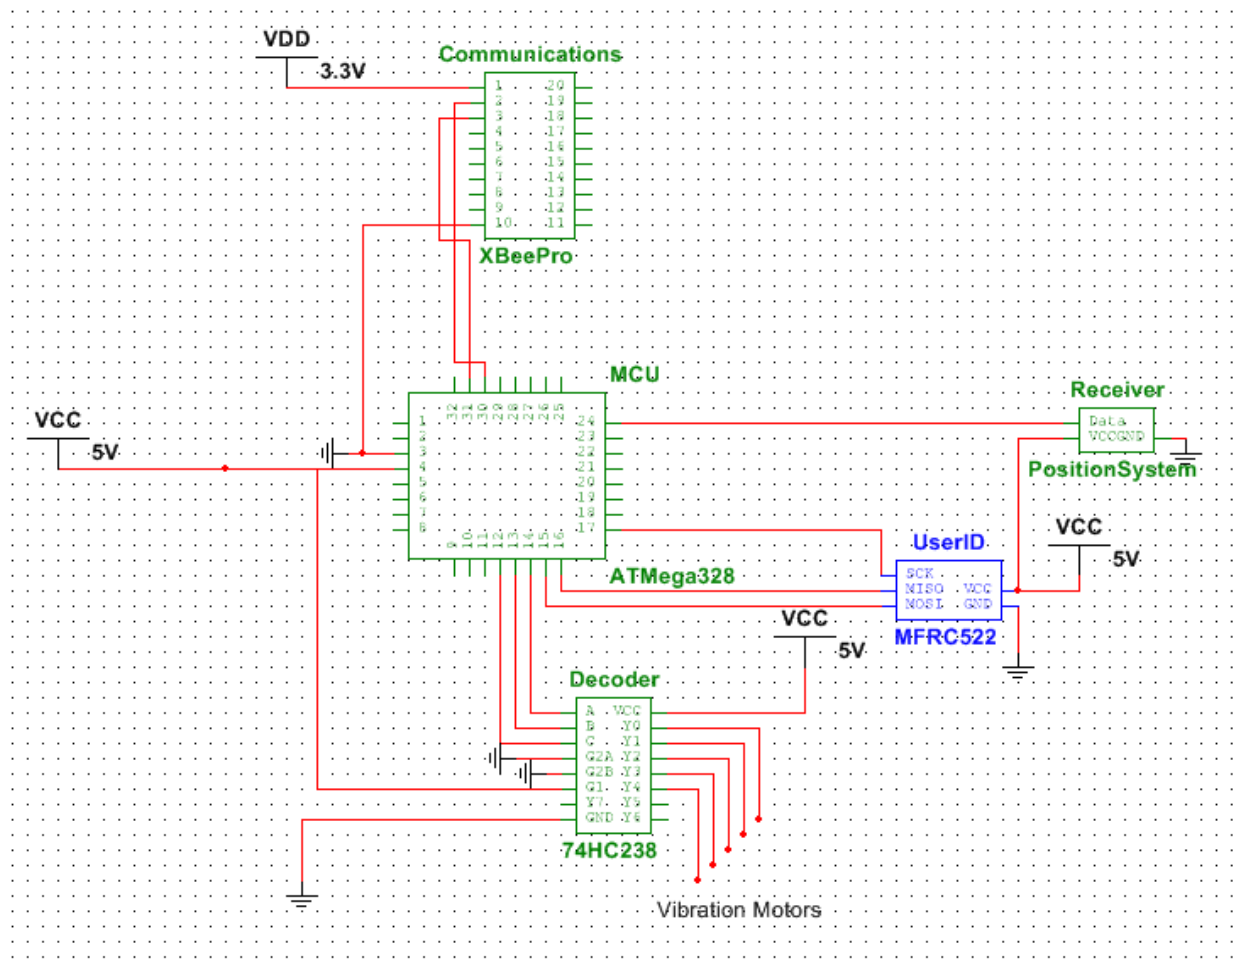 VDD
3.3V
Communications
1 20
2 19
3 18
4 17
5 16
6 15
7 14
8 13
9 12
10 11
XBeePro
MCU
32 31 30 29 28 27 26 25
1 24
2 23
3 22
4 21
5 20
6 19
7 18
8 17
9 10 11 12 13 14 15 16
ATMega328
VCC
5V
Receiver
Data
VCCGND
PositionSystem
VCC
5V
UserID
SCK
MISO VCC
MOSI GND
MFRC522
VCC
5V
Decoder
A VCC
B Y0
C Y1
G2A Y2
G2B Y3
G1 Y4
Y7 Y5
GND Y6
74HC238
Vibration Motors